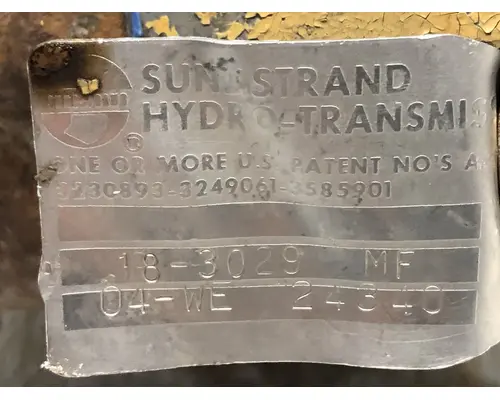 SUNDSTRAND
HYDRO-TRANSMIS
®
ONE OR MORE U.S. PATENT NO'S A
3230893-3249061-3585901
18-3029 MF
04-WE 24340